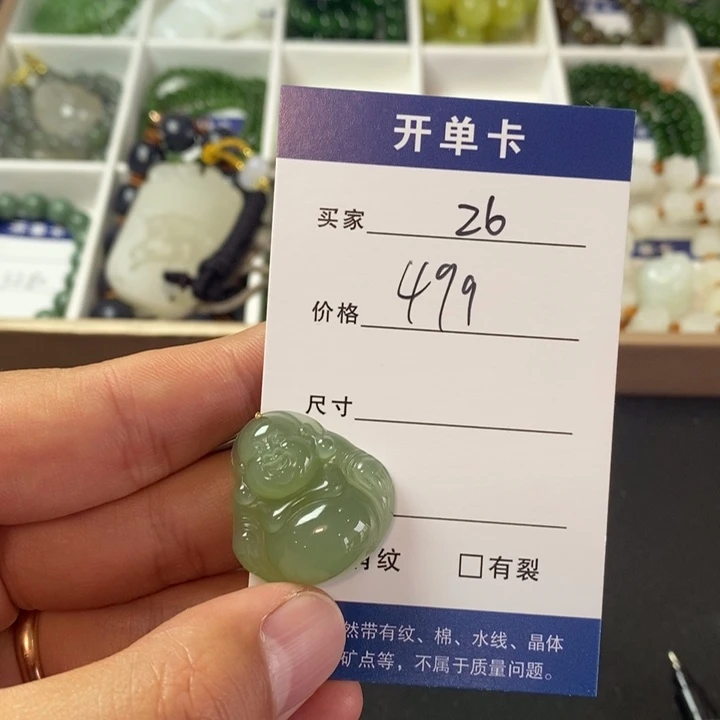 开单卡
买家 26
价格 499
尺寸
有纹 □有裂
然带有纹、棉、水线、晶体
矿点等，不属于质量问题。